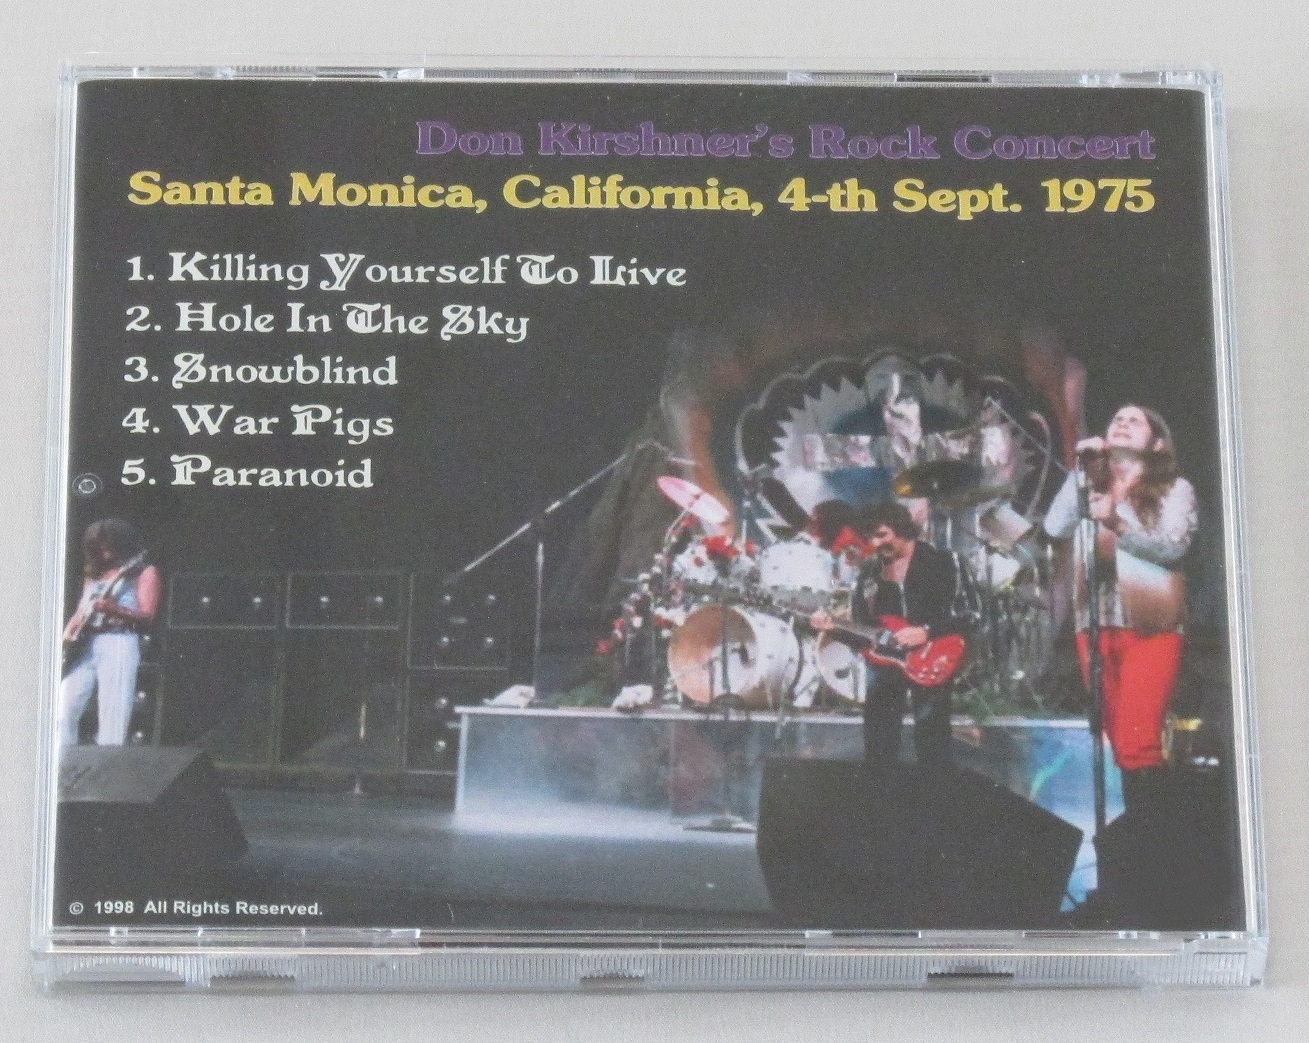 Don Kirshner's Rock Concert
Santa Monica, California, 4-th Sept. 1975
1. Killing Yourself To Live
2. Hole In The Sky
3. Snowblind
4. War Pigs
5. Paranoid
© 1998 All Rights Reserved.